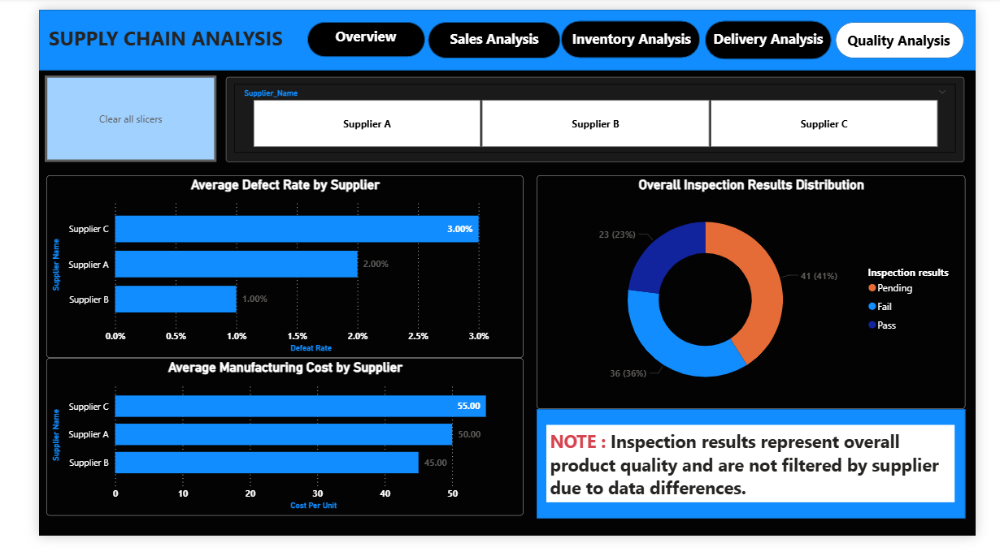 SUPPLY CHAIN ANALYSIS
Overview
Sales Analysis
Inventory Analysis
Delivery Analysis
Quality Analysis
Clear all slicers
Supplier_Name
Supplier A
Supplier B
Supplier C
Average Defect Rate by Supplier
Supplier Name
Supplier C
3.00%
Supplier A
2.00%
Supplier B
1.00%
0.0% 0.5% 1.0% 1.5% 2.0% 2.5% 3.0%
Defeat Rate
Average Manufacturing Cost by Supplier
Supplier Name
Supplier C
55.00
Supplier A
50.00
Supplier B
45.00
0 10 20 30 40 50
Cost Per Unit
Overall Inspection Results Distribution
23 (23%)
41 (41%)
36 (36%)
Inspection results
Pending
Fail
Pass
NOTE : Inspection results represent overall
product quality and are not filtered by supplier
due to data differences.